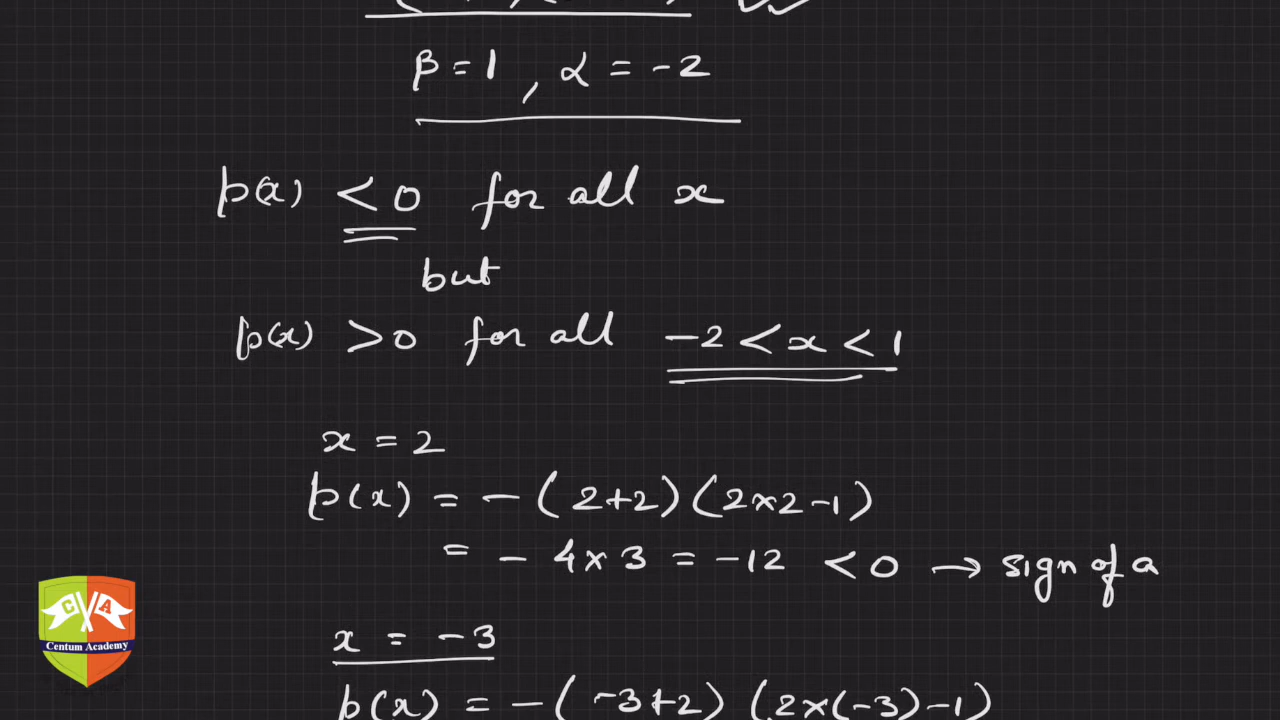 β = 1 , α = -2
p(x) < 0 for all x
but
p(x) > 0 for all -2 < x < 1
x = 2
p(x) = - (2+2) (2×2-1)
= - 4×3 = -12 < 0 → sign of a
x = -3
p(x) = - (-3+2) (2×(-3)-1)
C A
Centum Academy